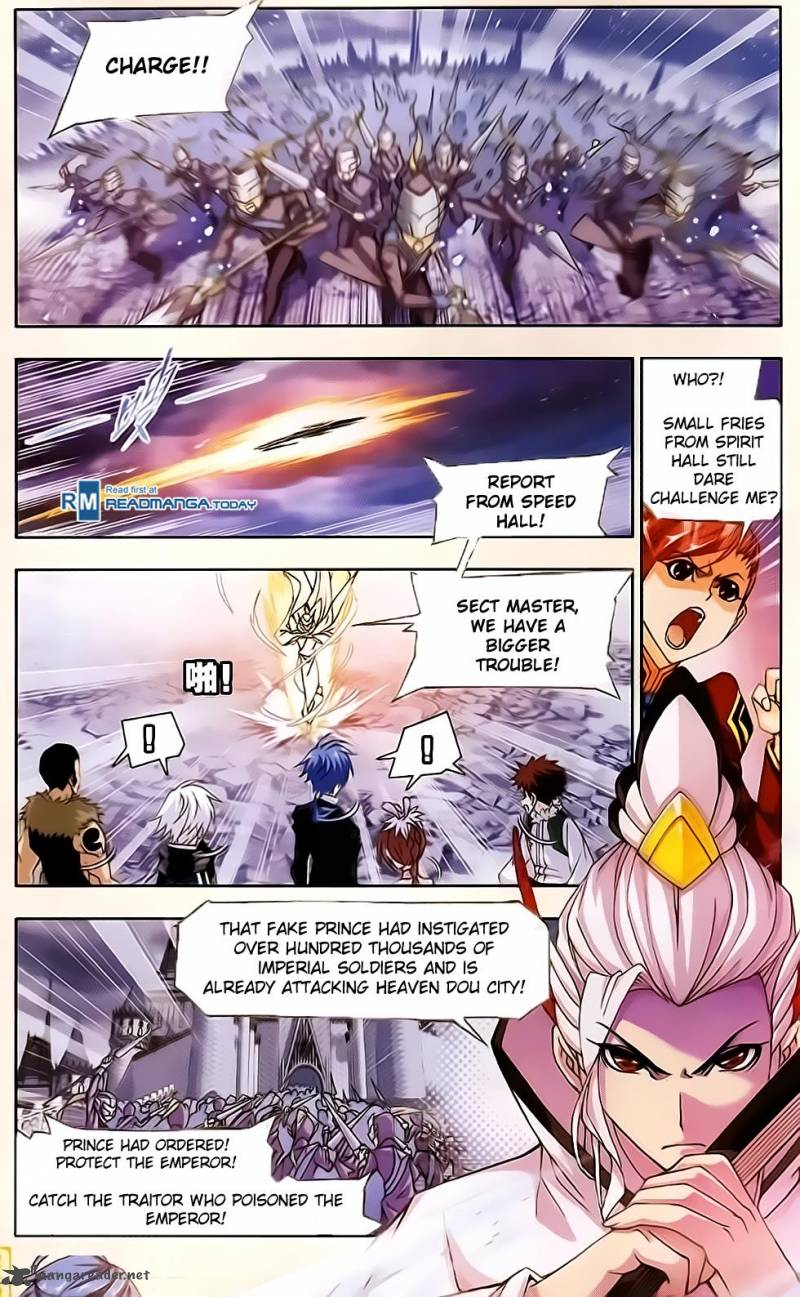 CHARGE!!
WHO?!
SMALL FRIES
FROM SPIRIT
HALL STILL
DARE
CHALLENGE ME?
RM
Read first at
READMANGA.TODAY
REPORT
FROM SPEED
HALL!
SECT MASTER,
WE HAVE A
BIGGER
TROUBLE!
啪!
!
!
THAT FAKE PRINCE HAD INSTIGATED
OVER HUNDRED THOUSANDS OF
IMPERIAL SOLDIERS AND IS
ALREADY ATTACKING HEAVEN DOU CITY!
PRINCE HAD ORDERED!
PROTECT THE EMPEROR!
CATCH THE TRAITOR WHO POISONED THE
EMPEROR!
mangareader.net